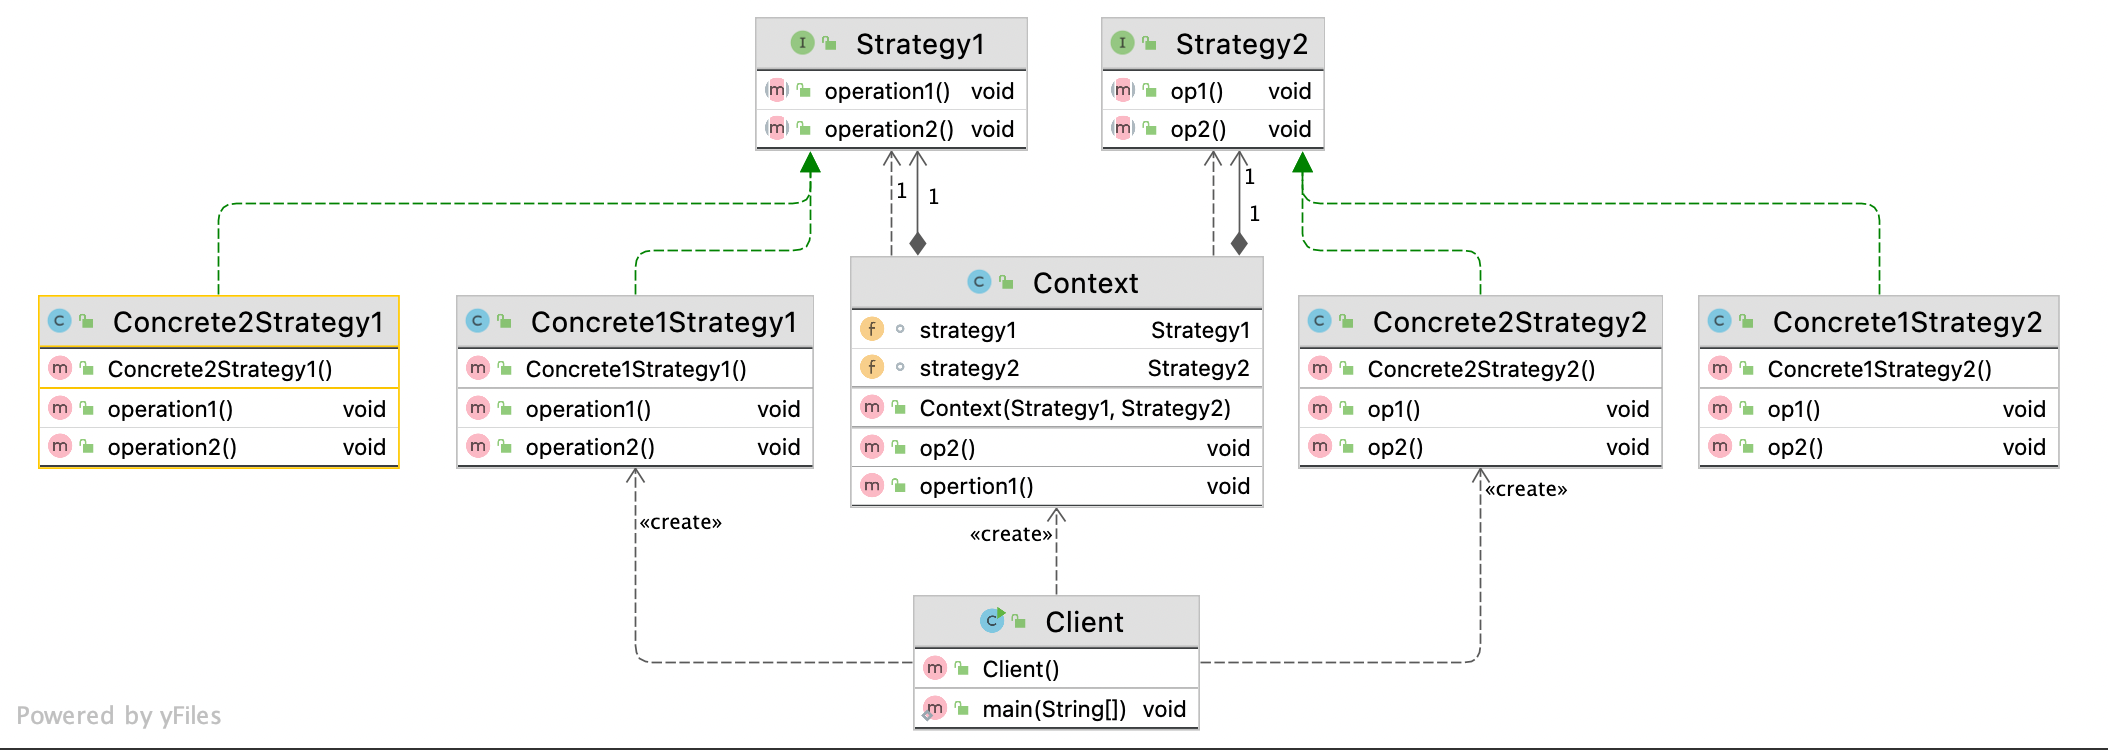 Strategy1
operation1() void
operation2() void
Strategy2
op1() void
op2() void
1
1
1
1
Concrete2Strategy1
Concrete2Strategy1()
operation1() void
operation2() void
Concrete1Strategy1
Concrete1Strategy1()
operation1() void
operation2() void
Context
strategy1 Strategy1
strategy2 Strategy2
Context(Strategy1, Strategy2)
op2() void
opertion1() void
Concrete2Strategy2
Concrete2Strategy2()
op1() void
op2() void
Concrete1Strategy2
Concrete1Strategy2()
op1() void
op2() void
«create»
«create»
«create»
Client
Client()
main(String[]) void
Powered by yFiles